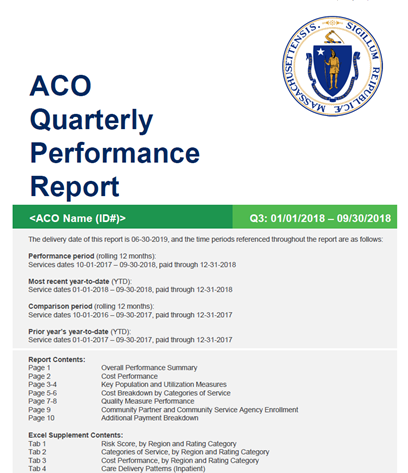 MASSACHUSETTENSIS. SIGILLUM REIPUBLICÆ
ACO
Quarterly
Performance
Report
<ACO Name (ID#)>
Q3: 01/01/2018 – 09/30/2018
The delivery date of this report is 06-30-2019, and the time periods referenced throughout the report are as follows:
Performance period (rolling 12 months):
Services dates 10-01-2017 – 09-30-2018, paid through 12-31-2018
Most recent year-to-date (YTD):
Service dates 01-01-2018 – 09-30-2018, paid through 12-31-2018
Comparison period (rolling 12 months):
Service dates 10-01-2016 – 09-30-2017, paid through 12-31-2017
Prior year's year-to-date (YTD):
Service dates 01-01-2017 – 09-30-2017, paid through 12-31-2017
Report Contents:
Page 1 Overall Performance Summary
Page 2 Cost Performance
Page 3-4 Key Population and Utilization Measures
Page 5-6 Cost Breakdown by Categories of Service
Page 7-8 Quality Measure Performance
Page 9 Community Partner and Community Service Agency Enrollment
Page 10 Additional Payment Breakdown
Excel Supplement Contents:
Tab 1 Risk Score, by Region and Rating Category
Tab 2 Categories of Service, by Region and Rating Category
Tab 3 Cost Performance, by Region and Rating Category
Tab 4 Care Delivery Patterns (Inpatient)